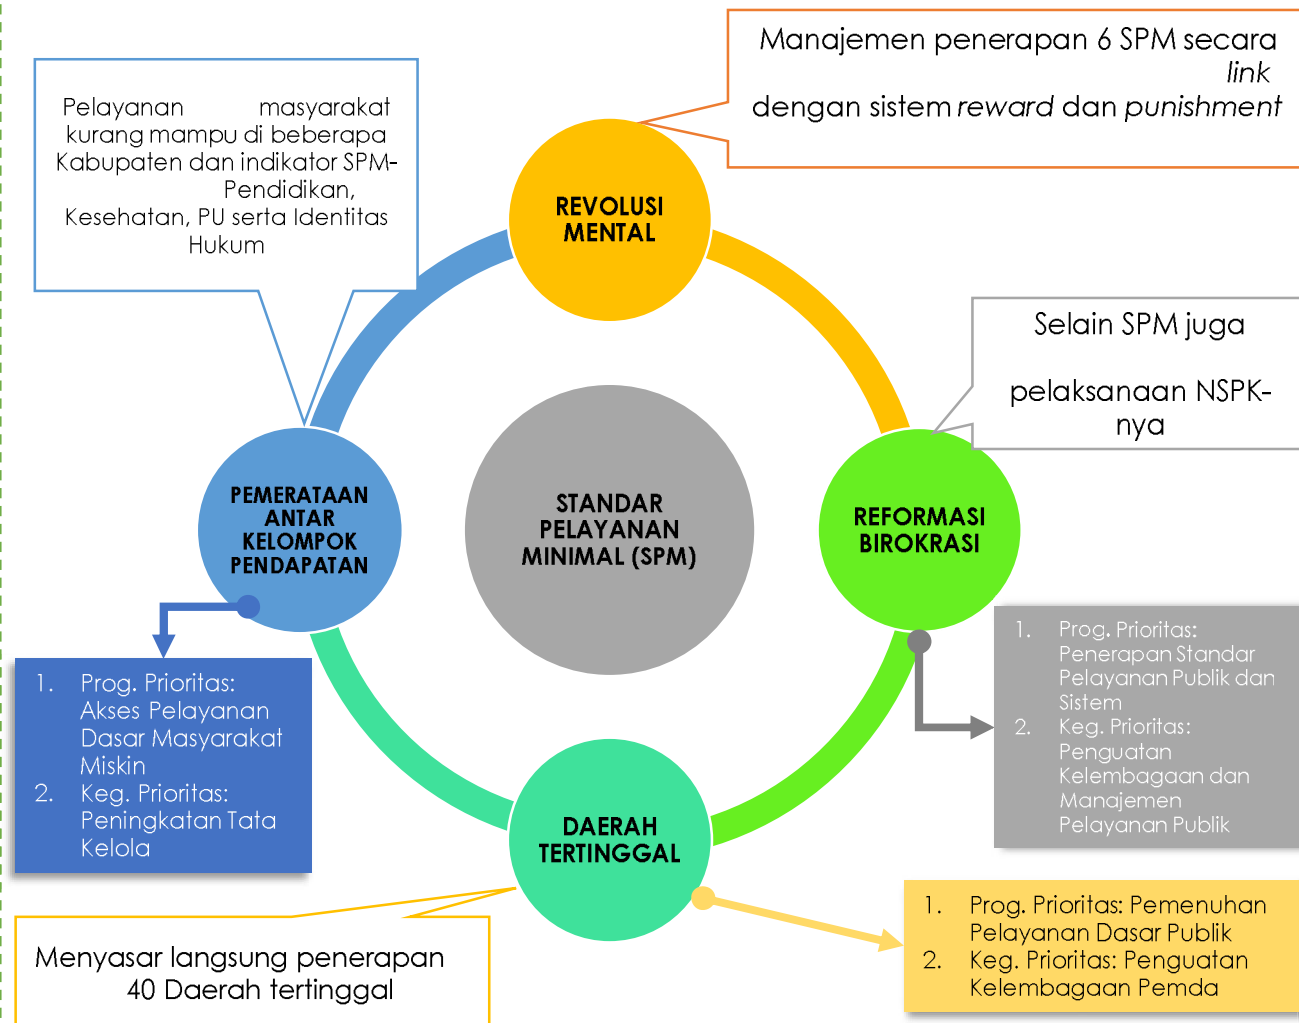 Manajemen penerapan 6 SPM secara
link
dengan sistem reward dan punishment
Pelayanan masyarakat
kurang mampu di beberapa
Kabupaten dan indikator SPM-
Pendidikan,
Kesehatan, PU serta Identitas
Hukum
REVOLUSI
MENTAL
Selain SPM juga
pelaksanaan NSPK-
nya
PEMERATAAN
ANTAR
KELOMPOK
PENDAPATAN
STANDAR
PELAYANAN
MINIMAL (SPM)
REFORMASI
BIROKRASI
1. Prog. Prioritas:
Akses Pelayanan
Dasar Masyarakat
Miskin
2. Keg. Prioritas:
Peningkatan Tata
Kelola
1. Prog. Prioritas:
Penerapan Standar
Pelayanan Publik dan
Sistem
2. Keg. Prioritas:
Penguatan
Kelembagaan dan
Manajemen
Pelayanan Publik
DAERAH
TERTINGGAL
1. Prog. Prioritas: Pemenuhan
Pelayanan Dasar Publik
2. Keg. Prioritas: Penguatan
Kelembagaan Pemda
Menyasar langsung penerapan
40 Daerah tertinggal